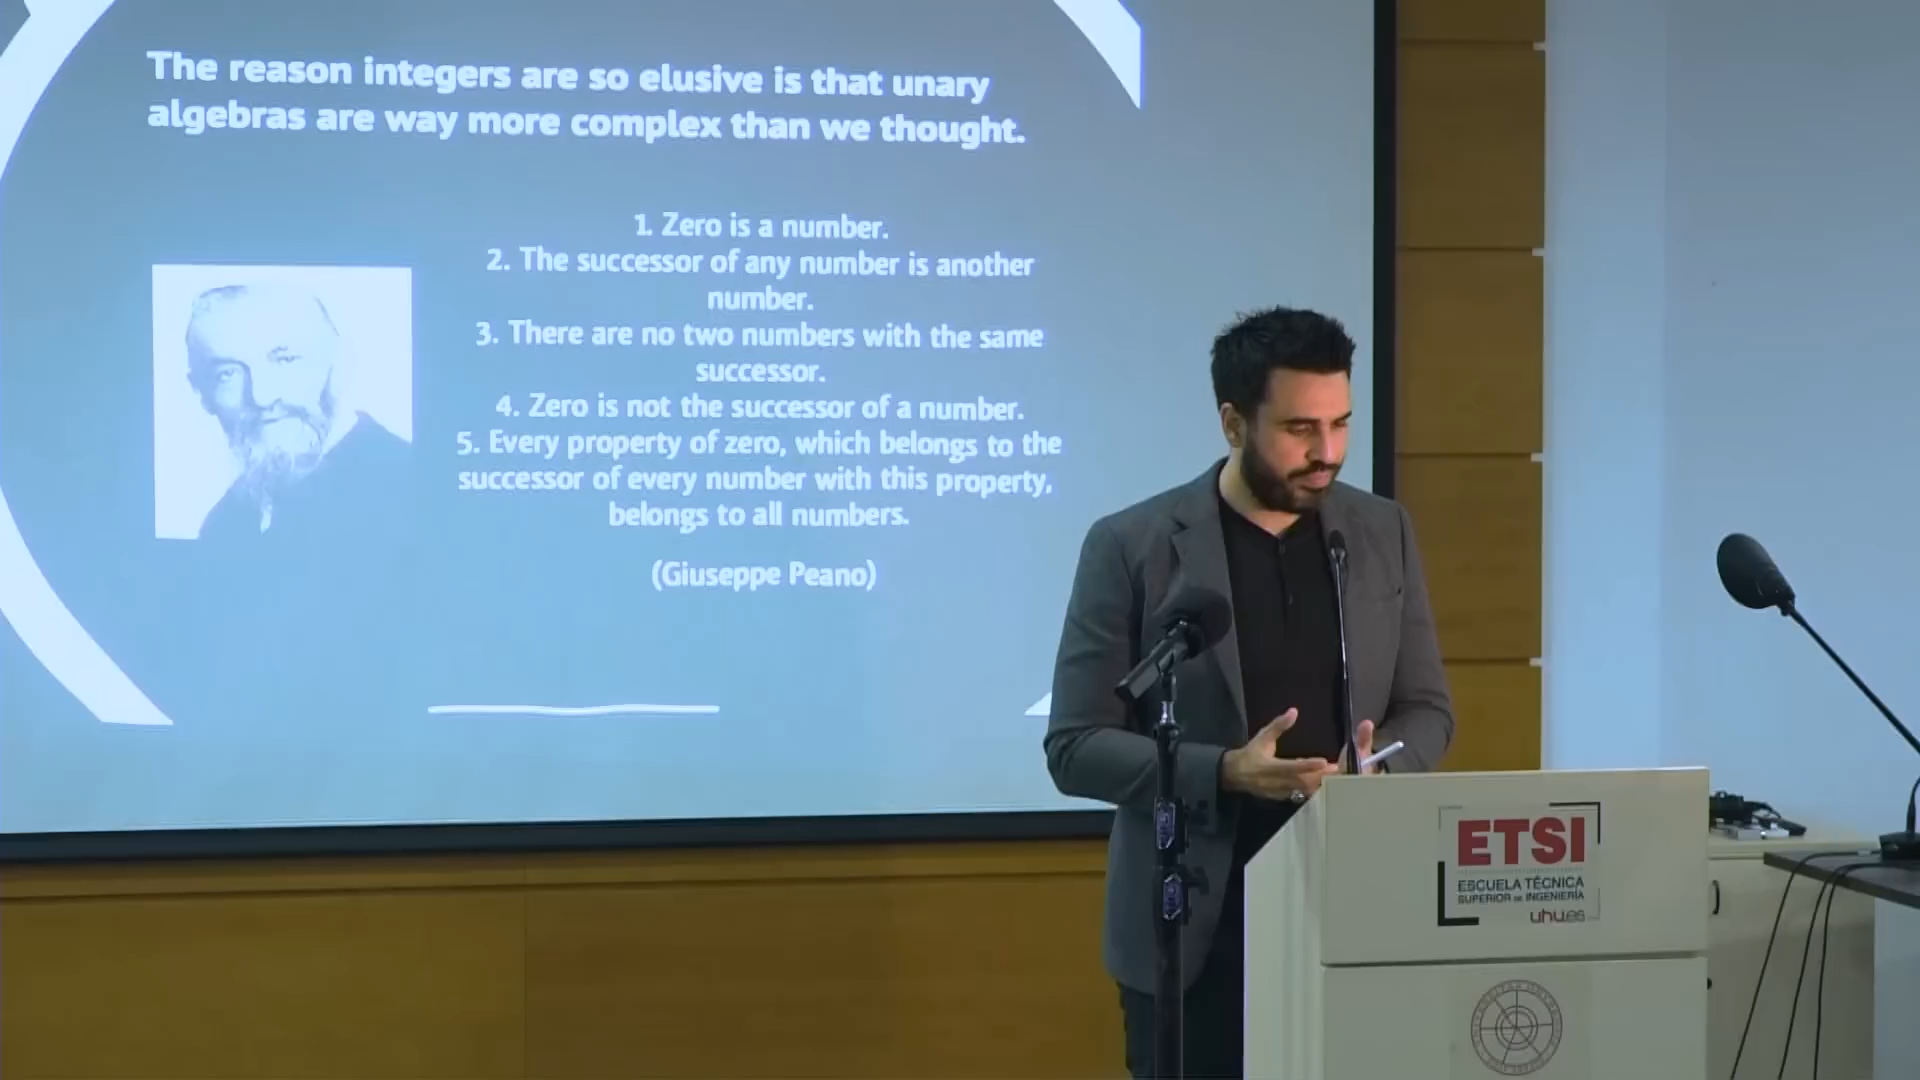 The reason integers are so elusive is that unary
algebras are way more complex than we thought.
1. Zero is a number.
2. The successor of any number is another
number.
3. There are no two numbers with the same
successor.
4. Zero is not the successor of a number.
5. Every property of zero, which belongs to the
successor of every number with this property,
belongs to all numbers.
(Giuseppe Peano)
ETSI
ESCUELA TÉCNICA
SUPERIOR DE INGENIERÍA
uhu.es